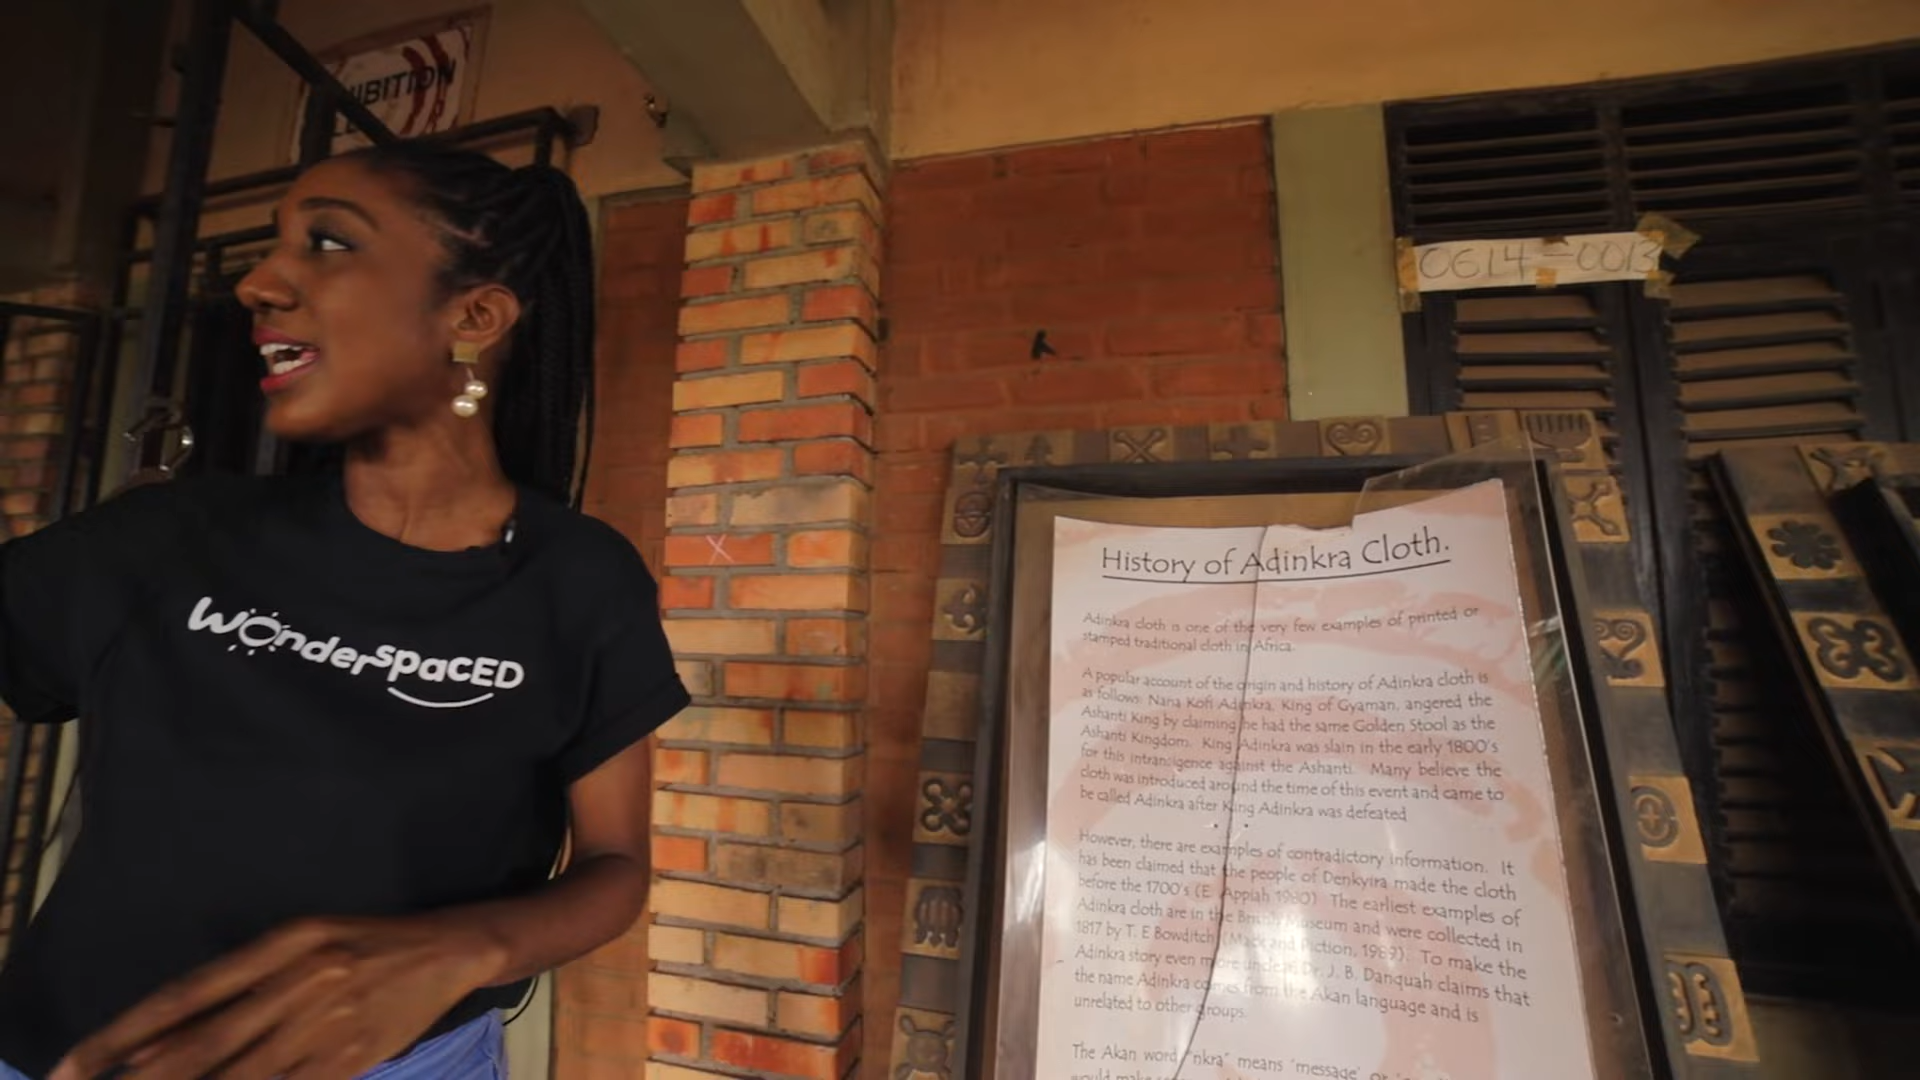 IBITION
WonderspacED
0614-0013
History of Adinkra Cloth.
Adinkra cloth is one of the very few examples of printed or
stamped traditional cloth in Africa.
A popular account of the origin and history of Adinkra cloth is
as follows: Nana Kofi Adinkra, King of Gyaman, angered the
Ashanti King by claiming he had the same Golden Stool as the
Ashanti Kingdom. King Adinkra was slain in the early 1800's
for this intransigence against the Ashanti. Many believe the
cloth was introduced around the time of this event and came to
be called Adinkra after King Adinkra was defeated
However, there are examples of contradictory information. It
has been claimed that the people of Denkyira made the cloth
before the 1700's (E. Appiah 1980) The earliest examples of
Adinkra cloth are in the British Museum and were collected in
1817 by T. E Bowditch (Mack and Picton, 1989). To make the
Adinkra story even more unclear Dr. J. B. Danquah claims that
the name Adinkra comes from the Akan language and is
unrelated to other groups.
The Akan word "nkra" means 'message' or
would make